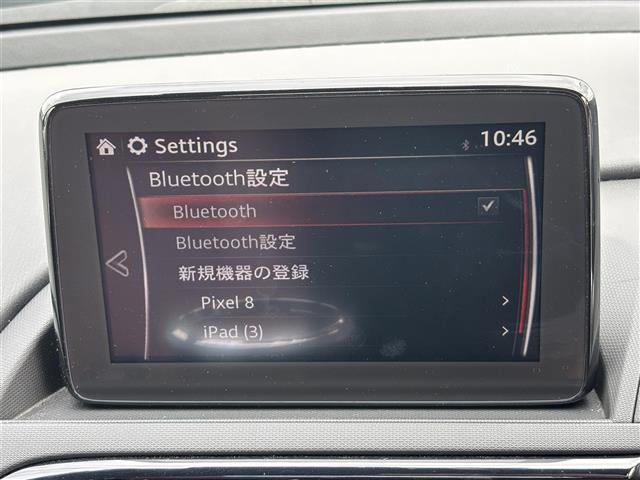 Settings 10:46
Bluetooth設定
Bluetooth
Bluetooth設定
新規機器の登録
Pixel 8
iPad (3)